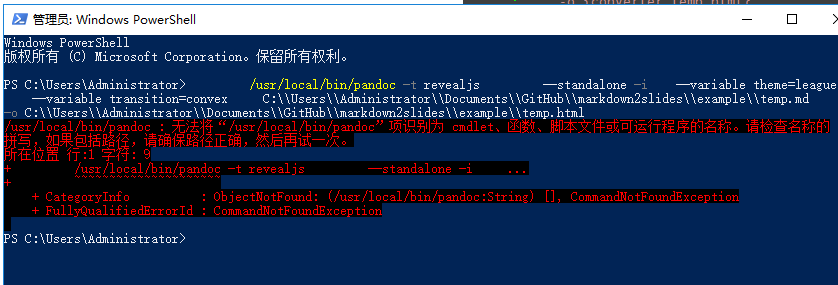 管理员: Windows PowerShell
Windows PowerShell
版权所有 (C) Microsoft Corporation。保留所有权利。
PS C:\Users\Administrator> /usr/local/bin/pandoc -t revealjs --standalone -i --variable theme=league
--variable transition=convex C:\\Users\\Administrator\\Documents\\GitHub\\markdown2slides\\example\\temp.md
-o C:\\Users\\Administrator\\Documents\\GitHub\\markdown2slides\\example\\temp.html
/usr/local/bin/pandoc : 无法将“/usr/local/bin/pandoc”项识别为 cmdlet、函数、脚本文件或可运行程序的名称。请检查名称的
拼写，如果包括路径，请确保路径正确，然后再试一次。
所在位置 行:1 字符: 9
+ /usr/local/bin/pandoc -t revealjs --standalone -i ...
+
+ CategoryInfo : ObjectNotFound: (/usr/local/bin/pandoc:String) [], CommandNotFoundException
+ FullyQualifiedErrorId : CommandNotFoundException
PS C:\Users\Administrator>